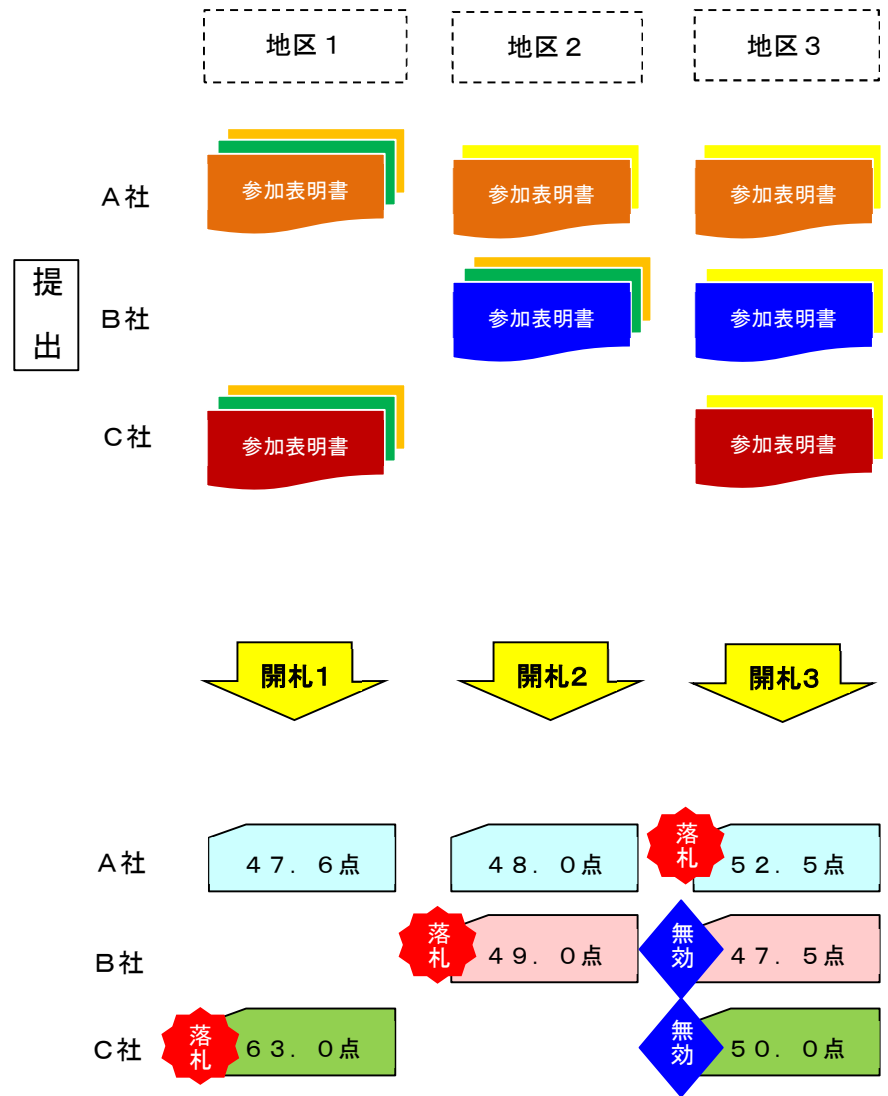 地区１ 地区２ 地区３
提出
Ａ社 参加表明書 参加表明書 参加表明書
Ｂ社 参加表明書 参加表明書
Ｃ社 参加表明書 参加表明書
開札1 開札2 開札3
Ａ社 ４７．６点 ４８．０点 落札 ５２．５点
Ｂ社 落札 ４９．０点 無効 ４７．５点
Ｃ社 落札 ６３．０点 無効 ５０．０点